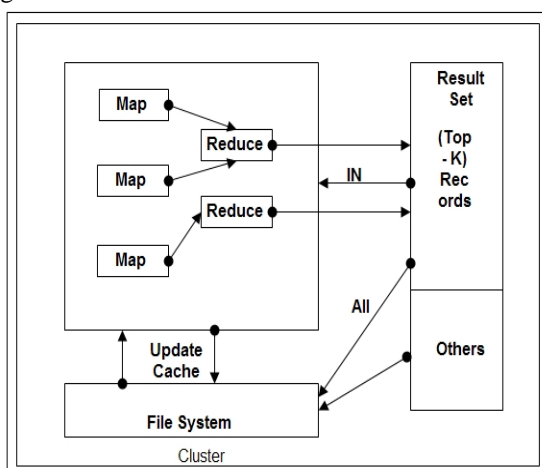 Map
Map
Map
Reduce
Reduce
IN
Result
Set
(Top
- K)
Rec
ords
All
Others
Update
Cache
File System
Cluster